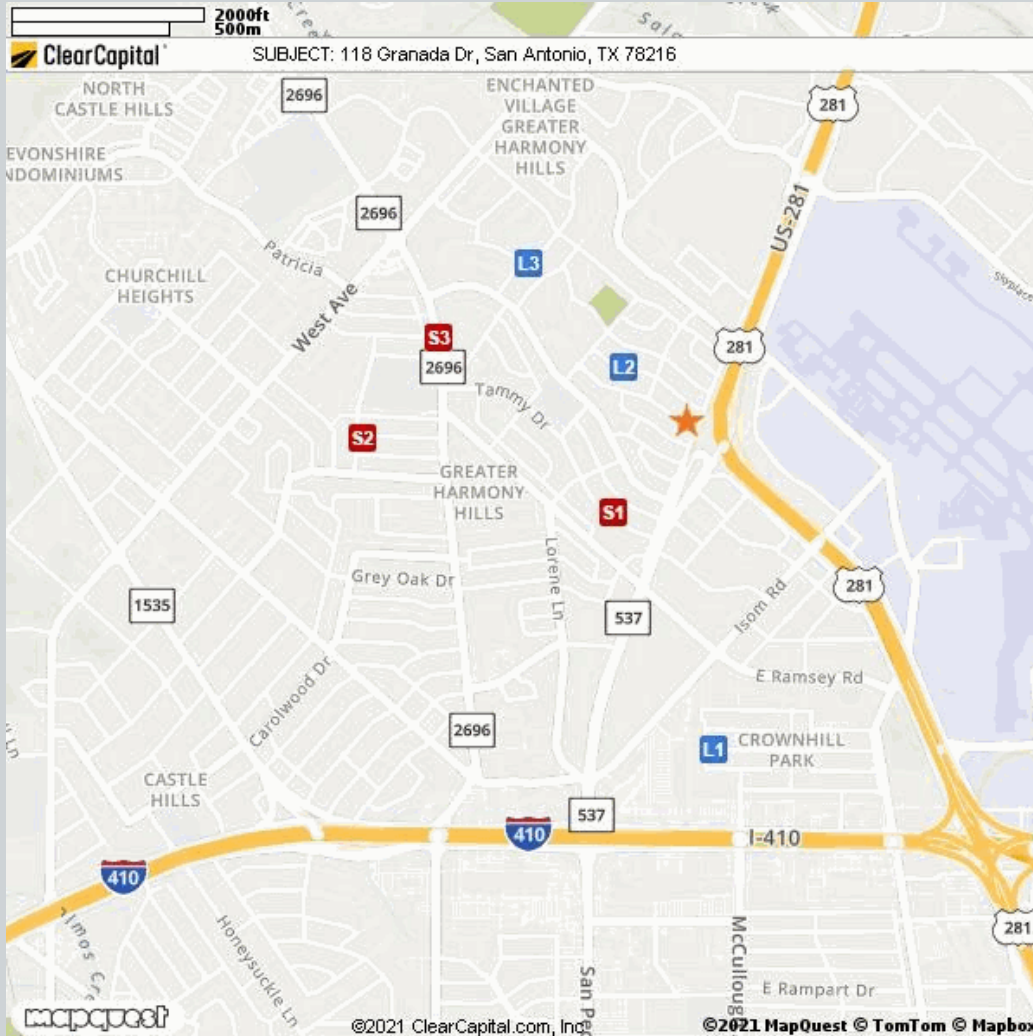 2000ft
500m
ClearCapital
SUBJECT: 118 Granada Dr, San Antonio, TX 78216
NORTH
CASTLE HILLS
2696
ENCHANTED
VILLAGE
GREATER
HARMONY
HILLS
281
EVONSHIRE
NDOMINIUMS
2696
US-281
Patricia
L3
CHURCHILL
HEIGHTS
West Ave
S3
281
2696
L2
Tammy Dr
S2
GREATER
HARMONY
HILLS
S1
Lorene Ln
Grey Oak Dr
281
1535
537
Isom Rd
E Ramsey Rd
Carolwood Dr
2696
L1
CROWNHILL
PARK
CASTLE
HILLS
537
410
I-410
410
281
Honeysuckle Ln
McCullough
San Pe
E Rampart Dr
mapquest
©2021 ClearCapital.com, Inc
©2021 MapQuest © TomTom © Mapbo